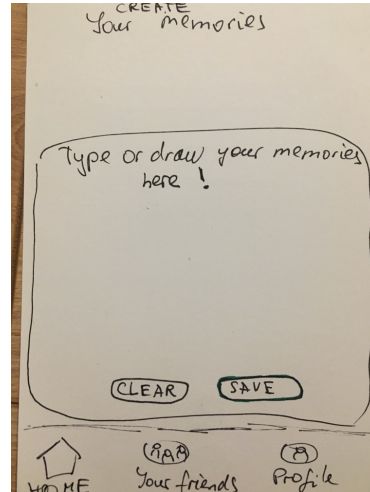 CREATE
Your memories
Type or draw your memories
here !
CLEAR
SAVE
HOME
Your friends
Profile